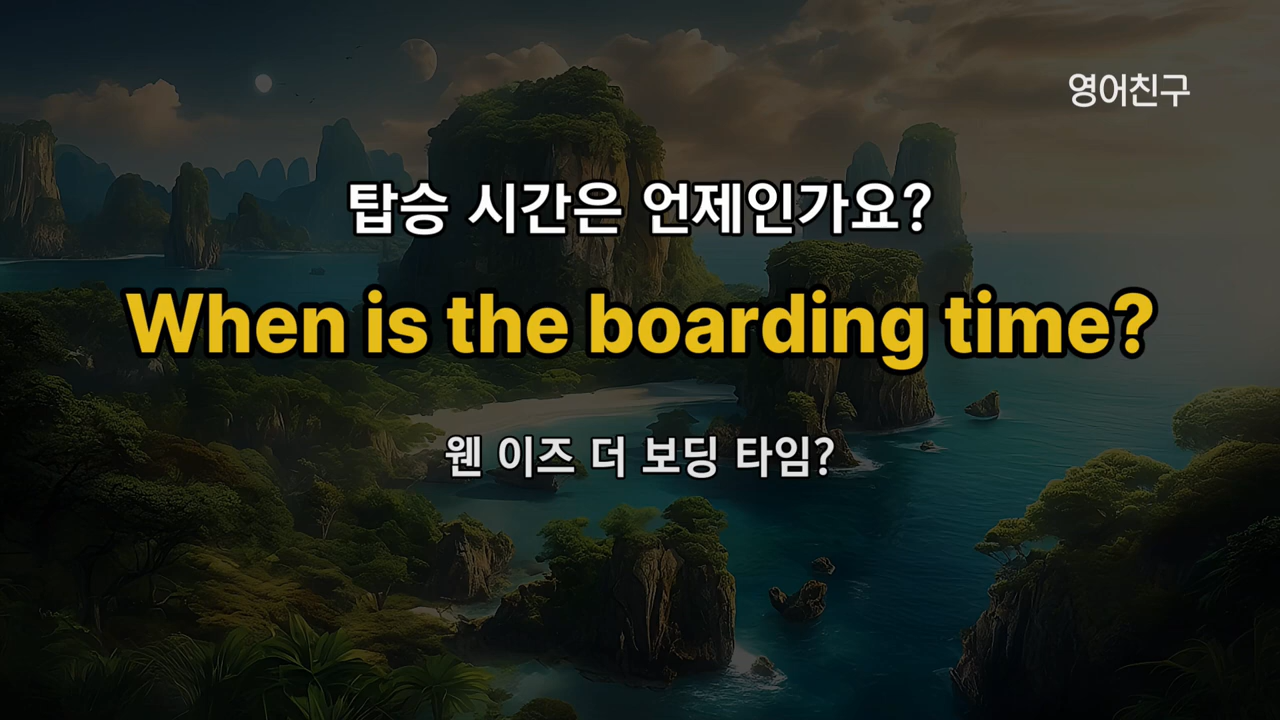 영어친구
탑승 시간은 언제인가요?
When is the boarding time?
웬 이즈 더 보딩 타임?